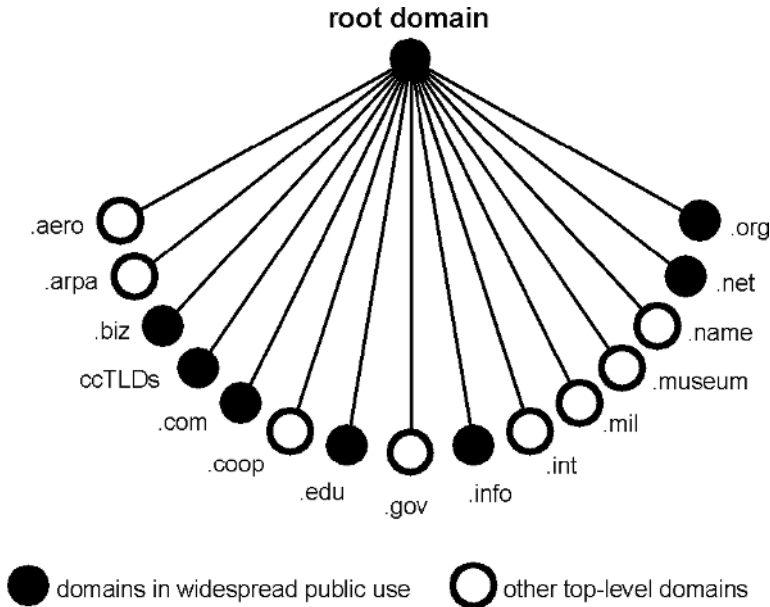 root domain
.aero
.org
.arpa
.net
.biz
.name
ccTLDs
.museum
.com
.mil
.coop
.int
.edu
.info
.gov
domains in widespread public use
other top-level domains